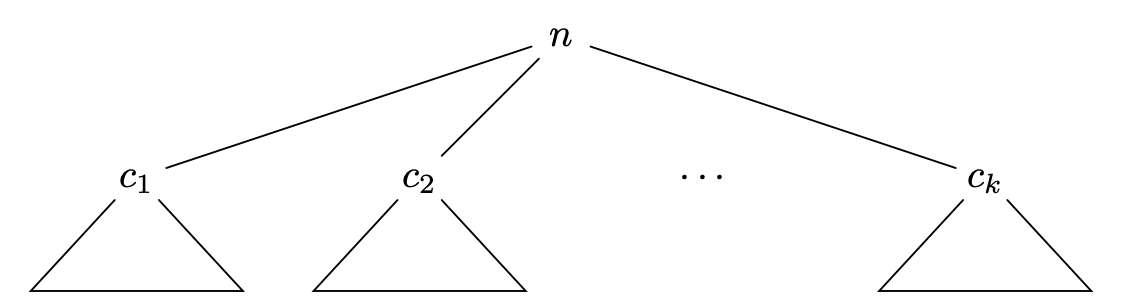 n
c₁ c₂ ⋯ cₖ